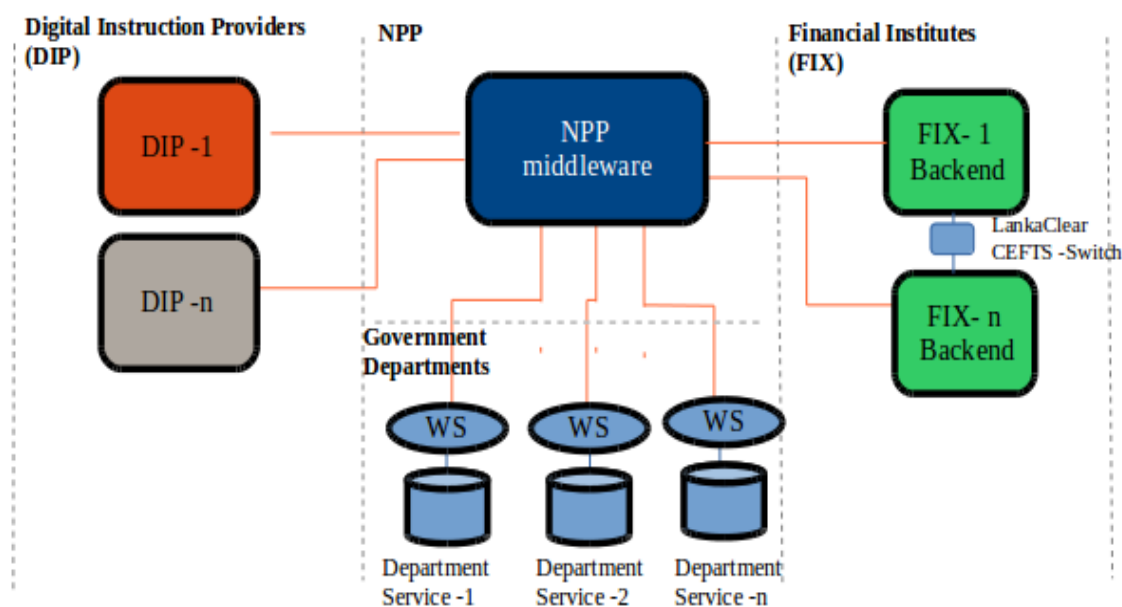 Digital Instruction Providers
(DIP)
NPP
Financial Institutes
(FIX)
DIP -1
NPP
middleware
FIX- 1
Backend
LankaClear
CEFTS -Switch
DIP -n
FIX- n
Backend
Government
Departments
WS
WS
WS
Department
Service -1
Department
Service -2
Department
Service -n